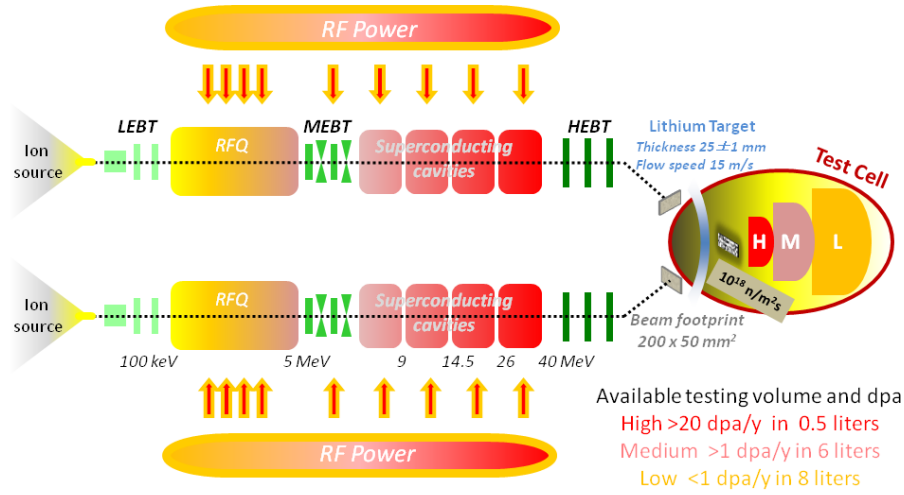 RF Power
LEBT
MEBT
HEBT
Ion
source
RFQ
Superconducting
cavities
Lithium Target
Thickness 25±1 mm
Flow speed 15 m/s
Test Cell
H
M
L
10¹⁸ n/m²s
Ion
source
RFQ
Superconducting
cavities
Beam footprint
200 x 50 mm²
100 keV
5 MeV
9
14.5
26
40 MeV
RF Power
Available testing volume and dpa
High >20 dpa/y in 0.5 liters
Medium >1 dpa/y in 6 liters
Low <1 dpa/y in 8 liters